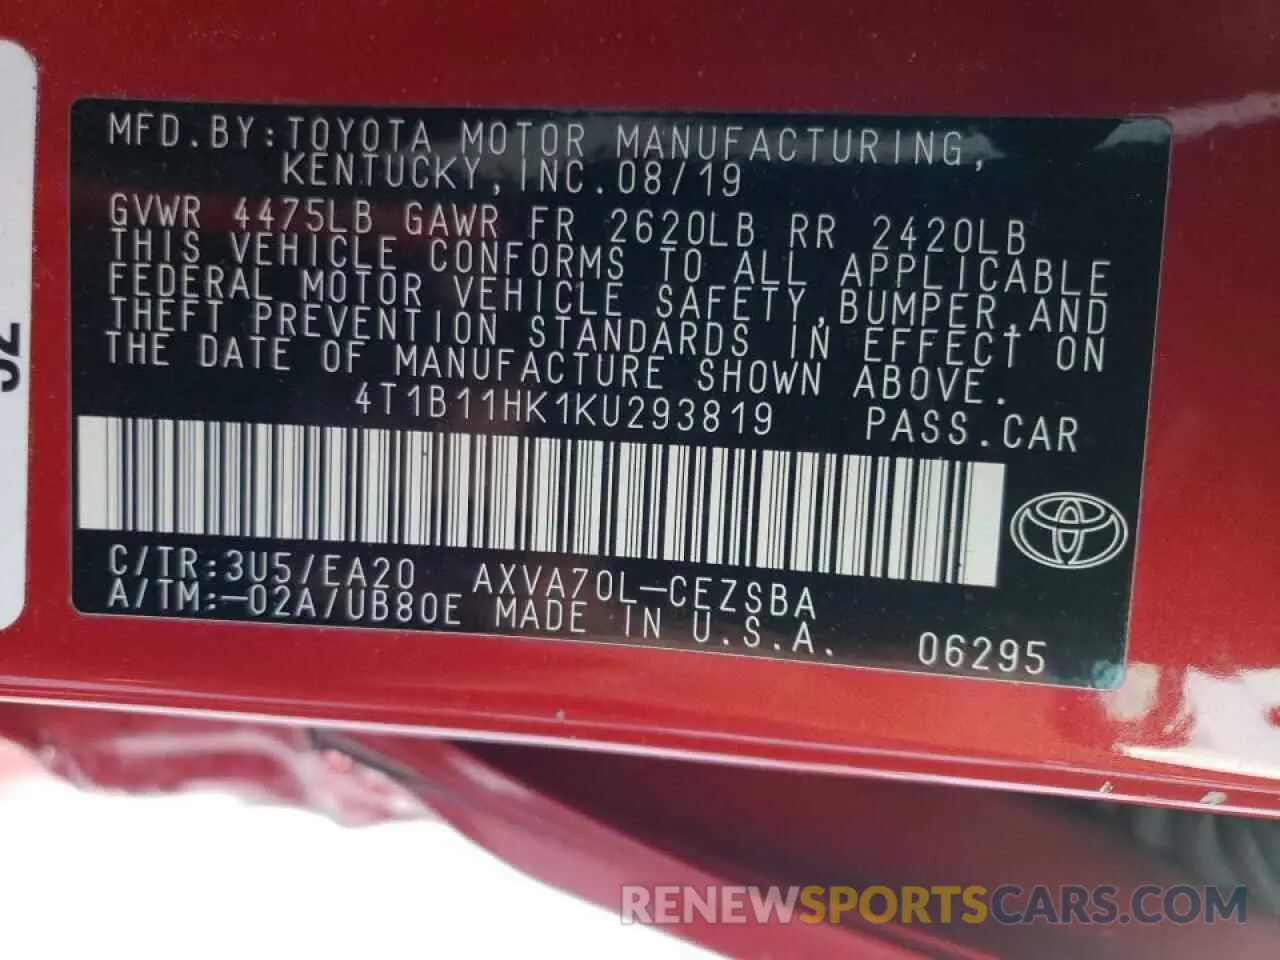 MFD.BY:TOYOTA MOTOR MANUFACTURING,
KENTUCKY,INC.08/19
GVWR 4475LB GAWR FR 2620LB RR 2420LB
THIS VEHICLE CONFORMS TO ALL APPLICABLE
FEDERAL MOTOR VEHICLE SAFETY,BUMPER,AND
THEFT PREVENTION STANDARDS IN EFFECT ON
THE DATE OF MANUFACTURE SHOWN ABOVE.
4T1B11HK1KU293819 PASS.CAR
C/TR:3U5/EA20 AXVA70L-CEZSBA
A/TM:-02A/UB80E MADE IN U.S.A. 06295
RENEWSPORTSCARS.COM